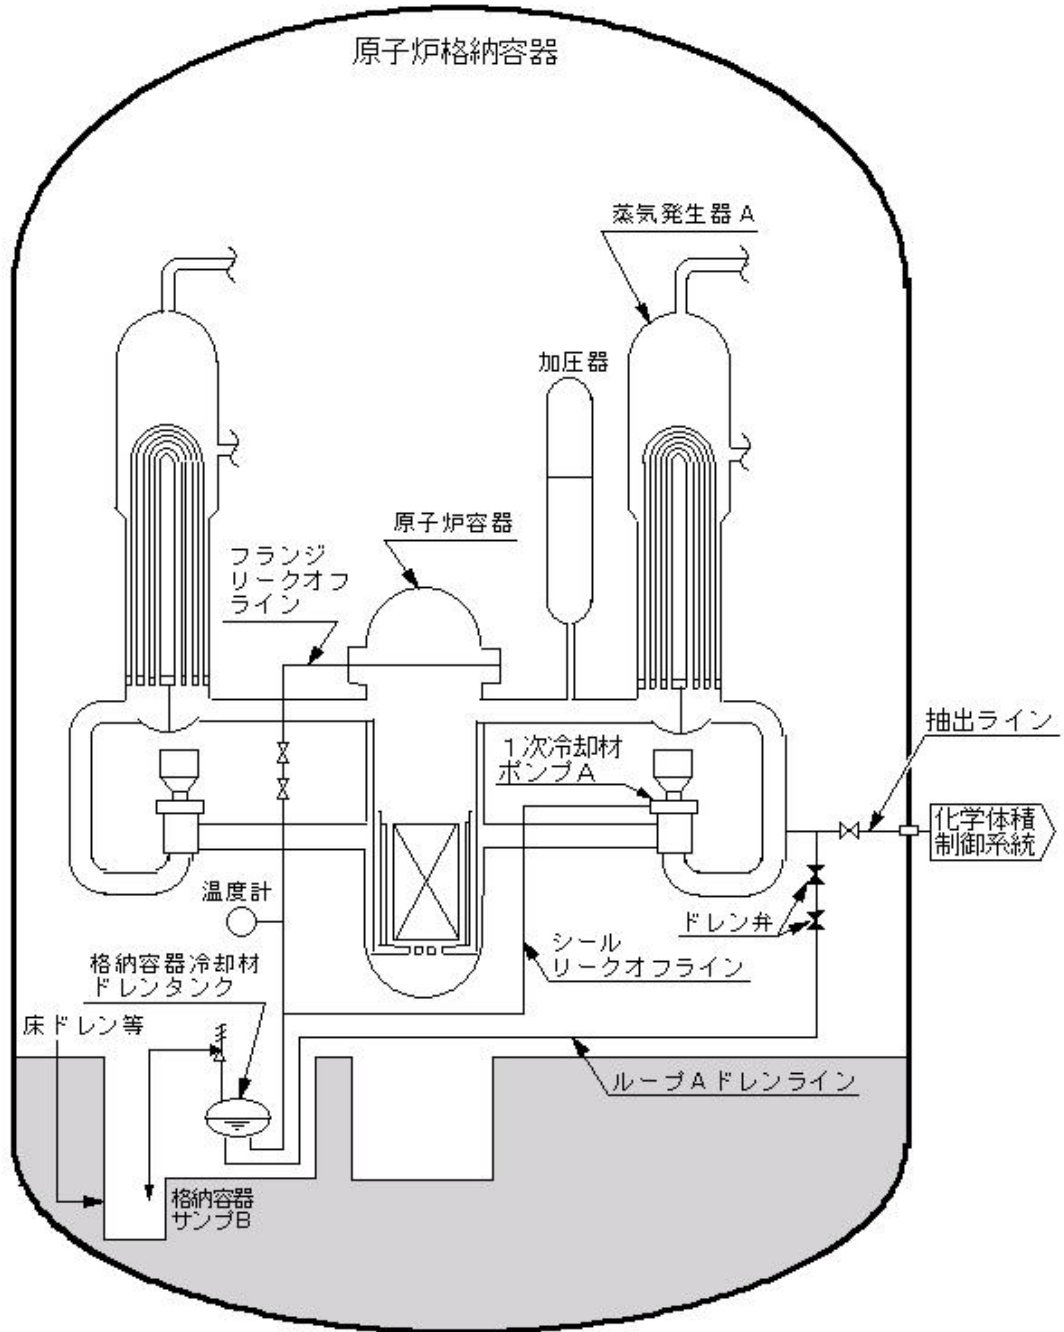 原子炉格納容器
蒸気発生器 A
加圧器
原子炉容器
フランジ
リークオフ
ライン
抽出ライン
1次冷却材
ポンプA
化学体積
制御系統
温度計
ドレン弁
シール
リークオフライン
格納容器冷却材
ドレンタンク
床ドレン等
ループAドレンライン
格納容器
サンプB